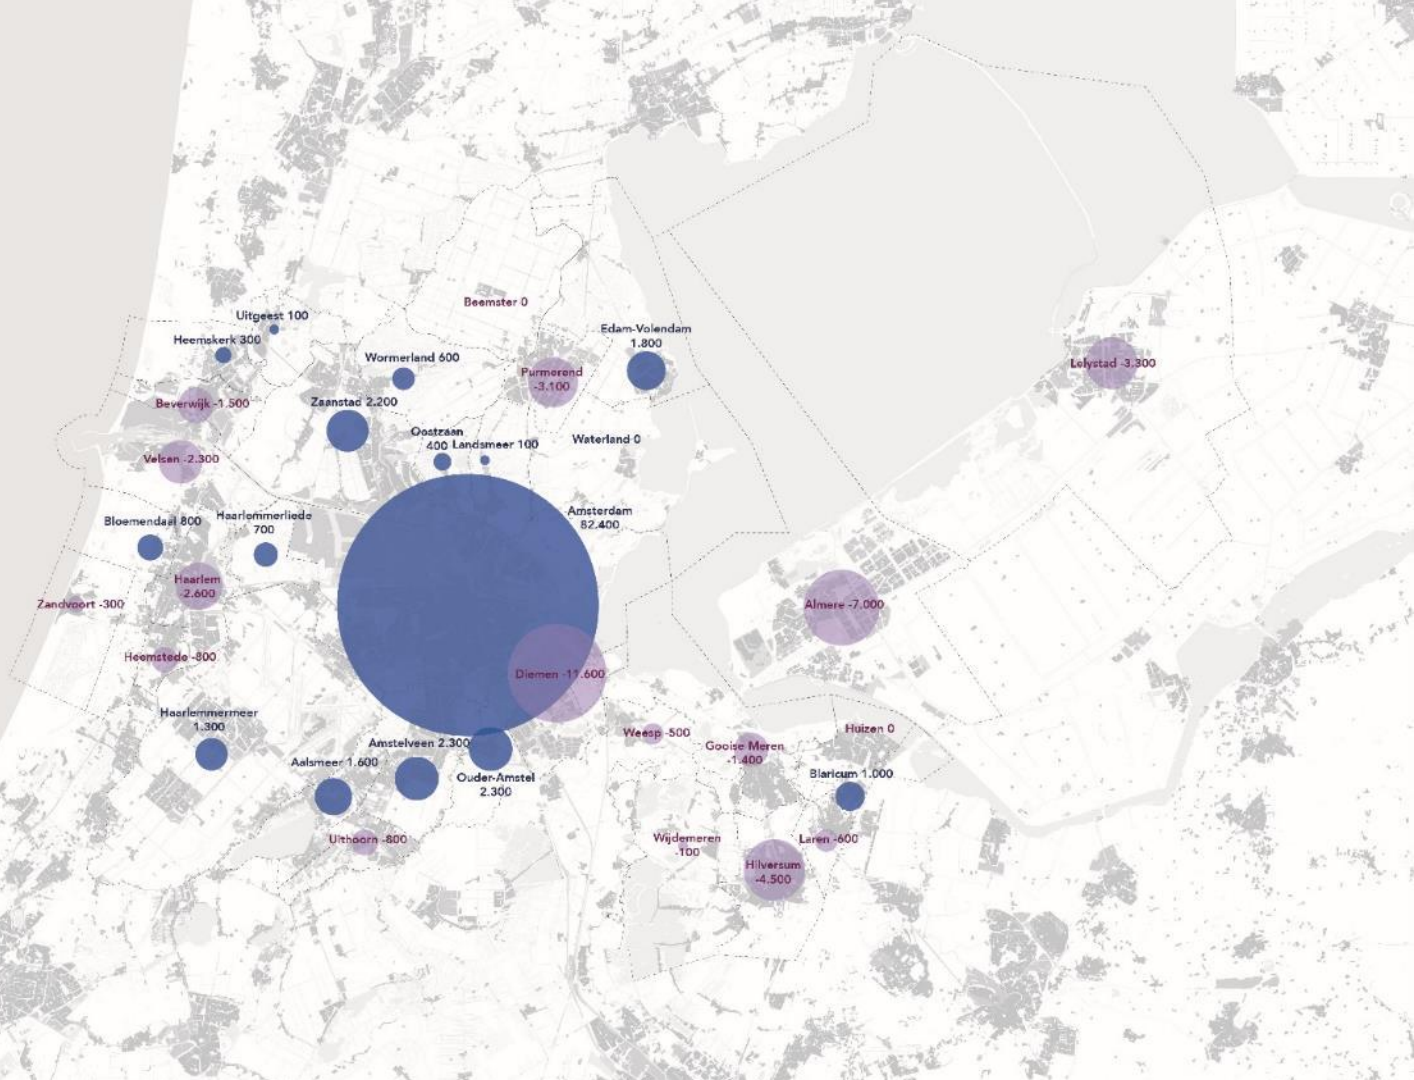 Beemster 0
Uitgeest 100
Edam-Volendam
1.800
Heemskerk 300
Wormerland 600
Purmerend
-3.100
Lelystad -3.300
Beverwijk -1.500
Zaanstad 2.200
Oostzaan
400
Landsmeer 100
Waterland 0
Velsen -2.300
Amsterdam
82.400
Bloemendaal 800
Haarlemmerliede
700
Haarlem
-2.600
Zandvoort -300
Almere -7.000
Heemstede -800
Diemen -11.600
Haarlemmermeer
1.300
Weesp -500
Huizen 0
Gooise Meren
-1.400
Amstelveen 2.300
Aalsmeer 1.600
Ouder-Amstel
2.300
Blaricum 1.000
Uithoorn -800
Wijdemeren
-100
Laren -600
Hilversum
-4.500